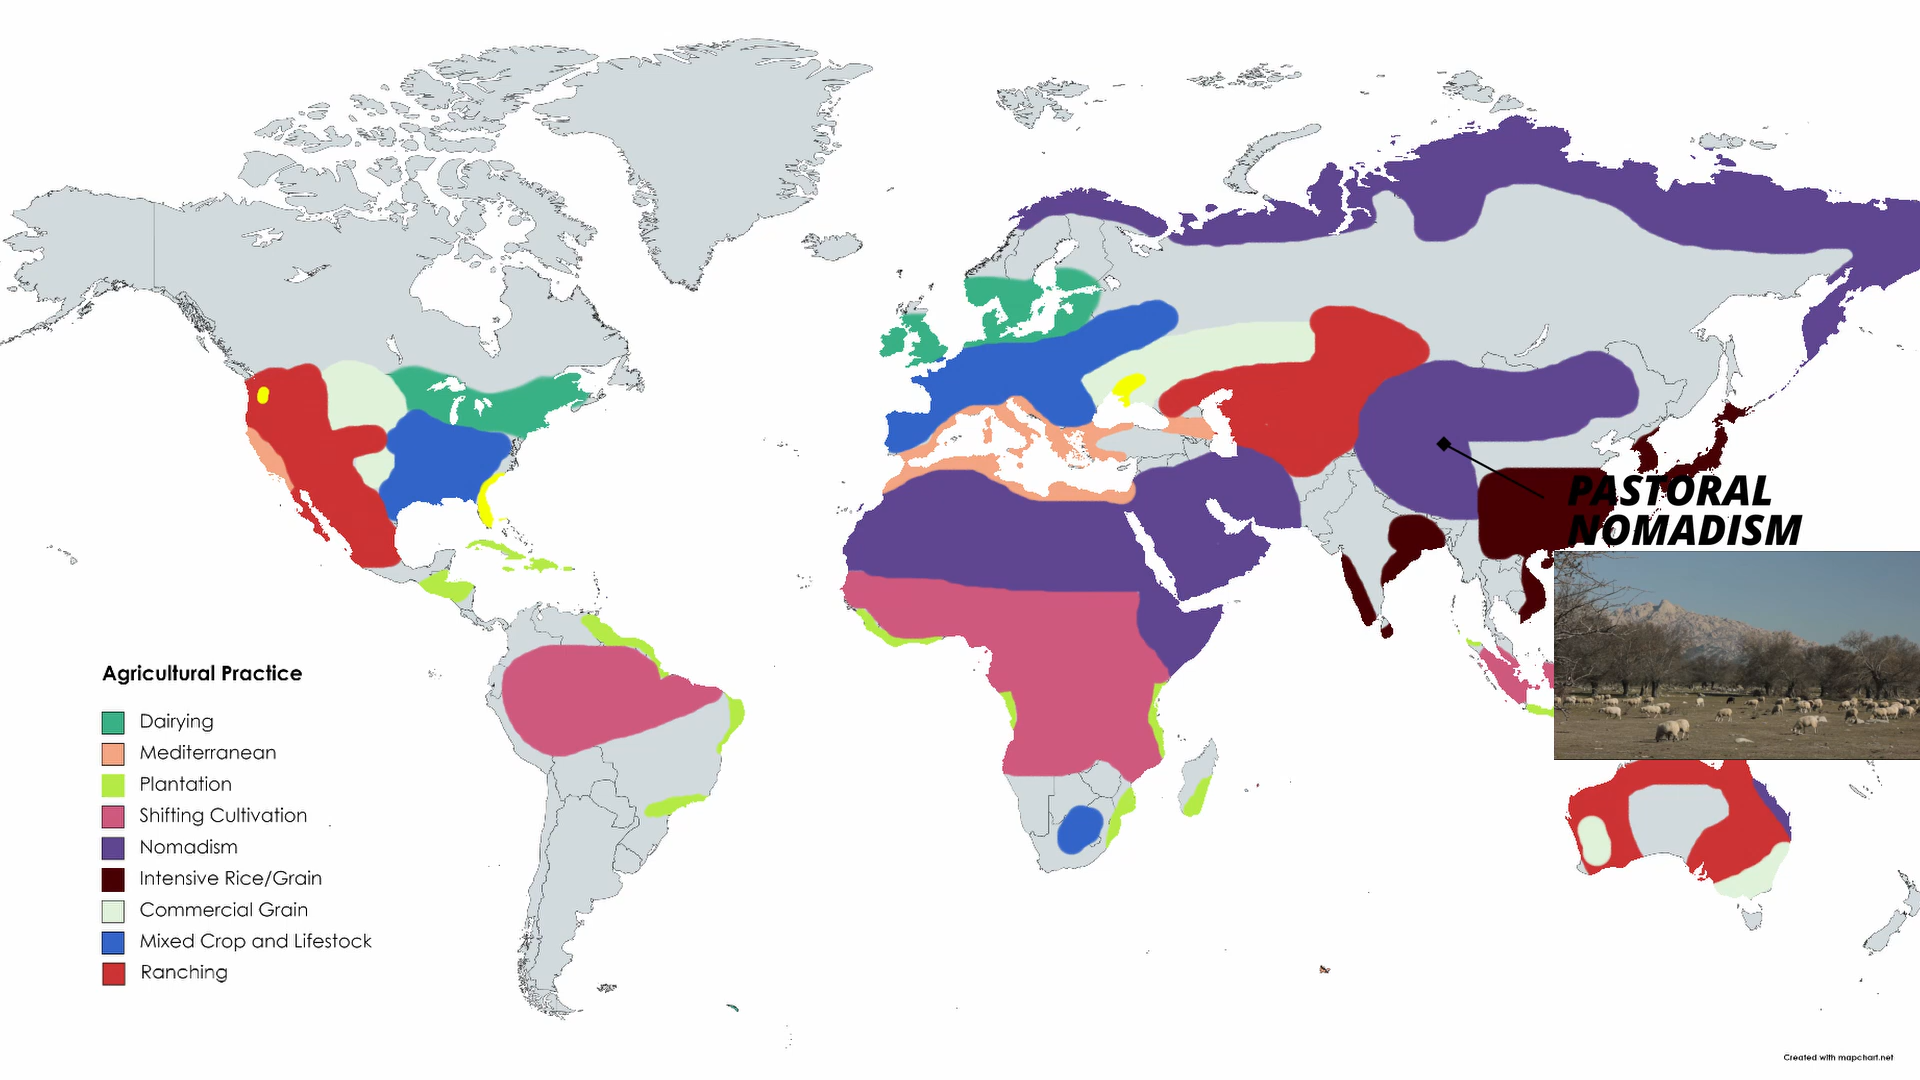 PASTORAL
NOMADISM
Agricultural Practice
Dairying
Mediterranean
Plantation
Shifting Cultivation
Nomadism
Intensive Rice/Grain
Commercial Grain
Mixed Crop and Lifestock
Ranching
Created with mapchart.net